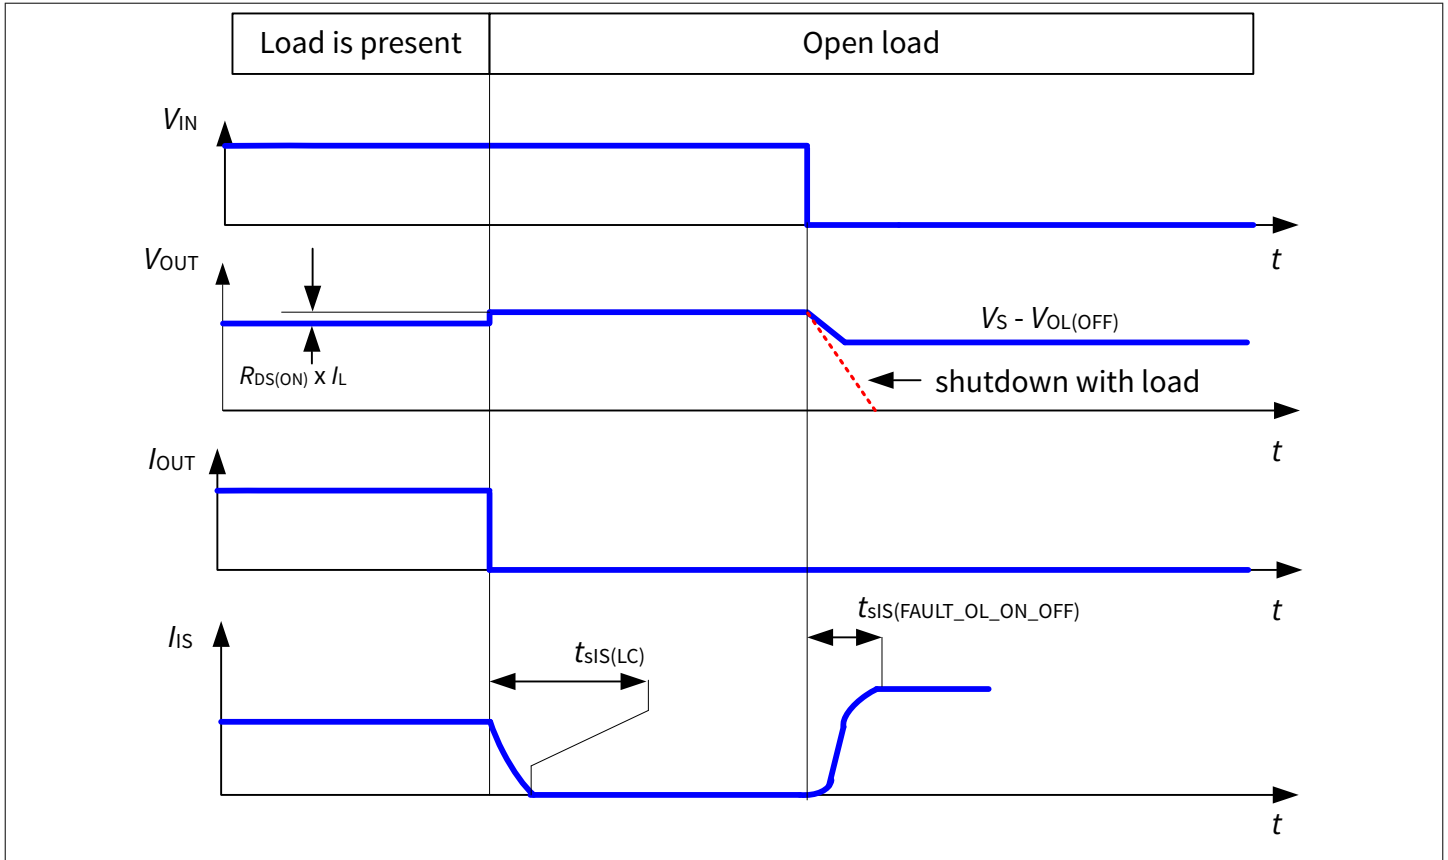 Load is present
Open load
VIN
t
VOUT
VS - VOL(OFF)
RDS(ON) x IL
shutdown with load
t
IOUT
t
tsIS(FAULT_OL_ON_OFF)
IIS
tsIS(LC)
t